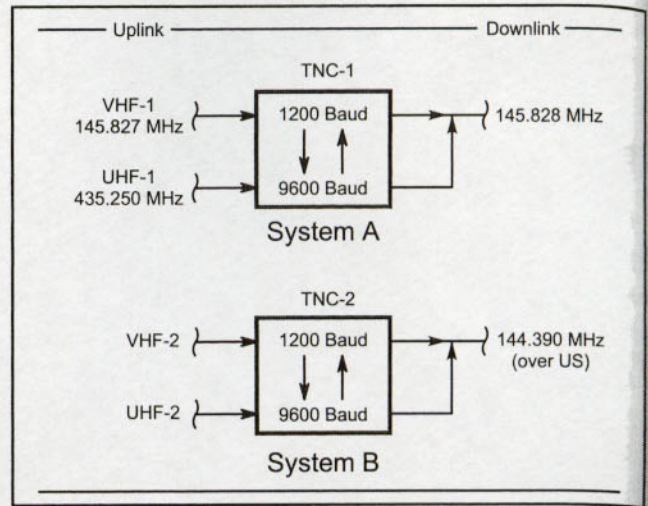 Uplink
Downlink
TNC-1
VHF-1
145.827 MHz
1200 Baud
145.828 MHz
UHF-1
435.250 MHz
9600 Baud
System A
TNC-2
VHF-2
1200 Baud
144.390 MHz
(over US)
UHF-2
9600 Baud
System B